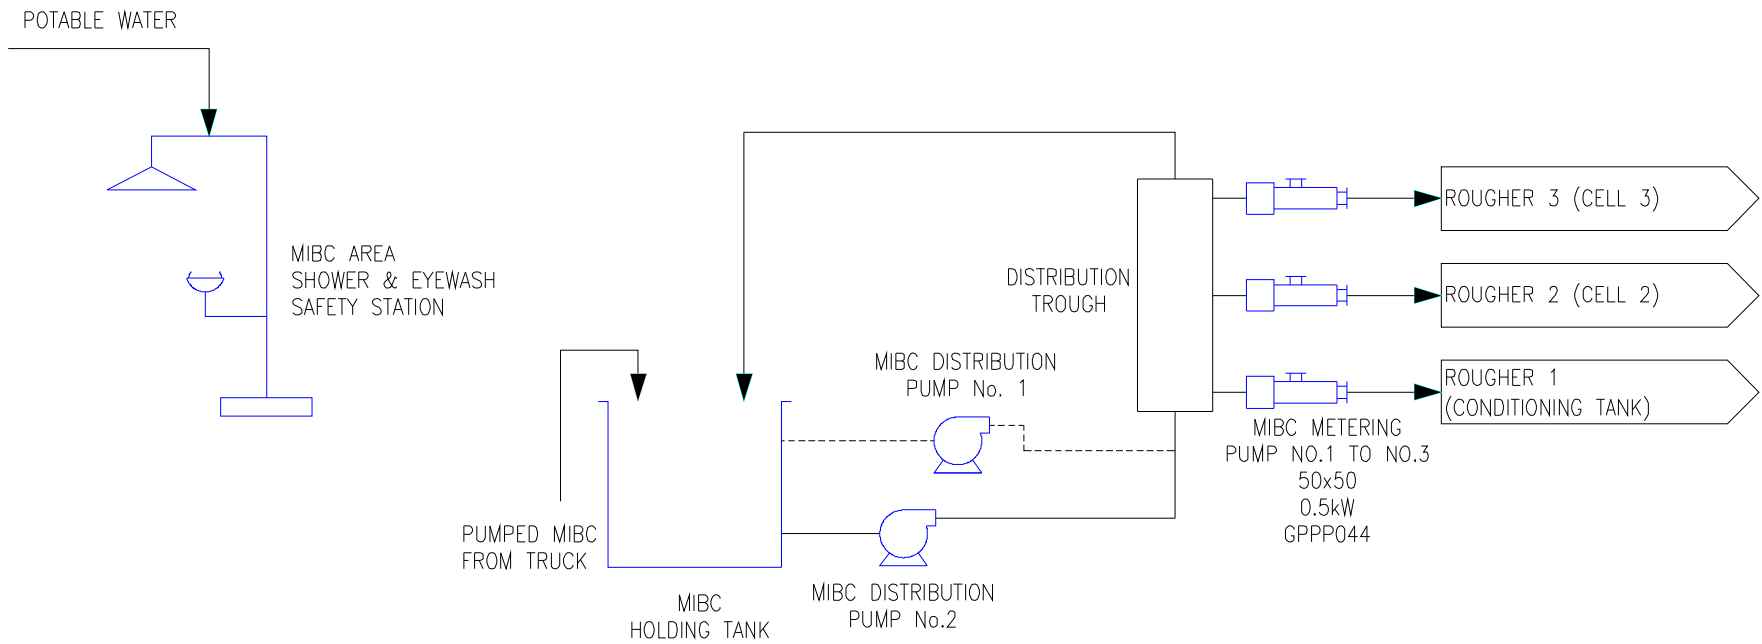 POTABLE WATER
MIBC AREA
SHOWER & EYEWASH
SAFETY STATION
PUMPED MIBC
FROM TRUCK
MIBC
HOLDING TANK
MIBC DISTRIBUTION
PUMP No. 1
MIBC DISTRIBUTION
PUMP No.2
DISTRIBUTION
TROUGH
ROUGHER 3 (CELL 3)
ROUGHER 2 (CELL 2)
ROUGHER 1
(CONDITIONING TANK)
MIBC METERING
PUMP NO.1 TO NO.3
50x50
0.5kW
GPPP044